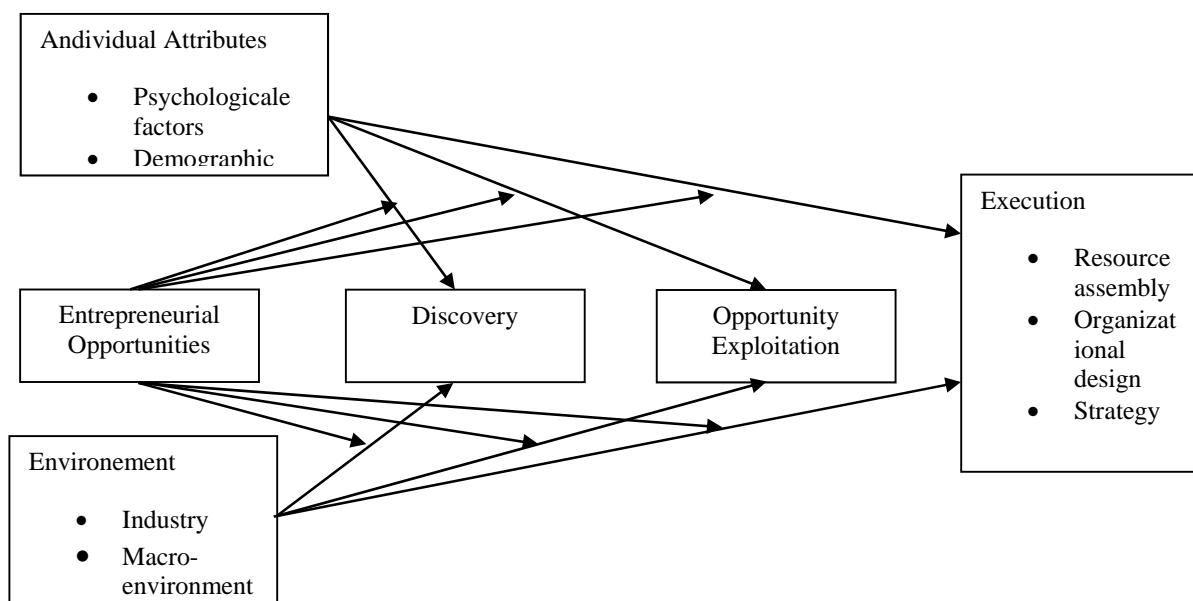 Andividual Attributes
• Psychologicale
factors
• Demographic
Execution
• Resource
assembly
• Organizat
ional
design
• Strategy
Entrepreneurial
Opportunities
Discovery
Opportunity
Exploitation
Environement
• Industry
• Macro-
environment